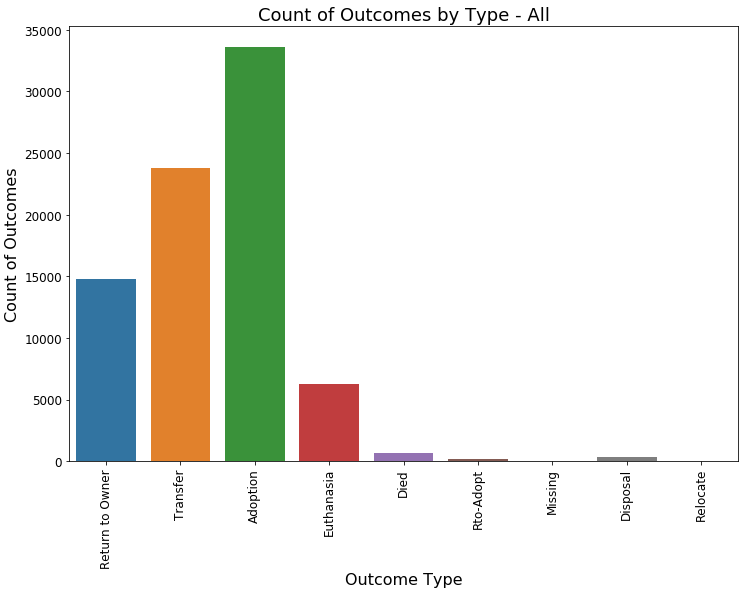 Count of Outcomes by Type - All
Count of Outcomes
35000
30000
25000
20000
15000
10000
5000
0
Return to Owner
Transfer
Adoption
Euthanasia
Died
Rto-Adopt
Missing
Disposal
Relocate
Outcome Type